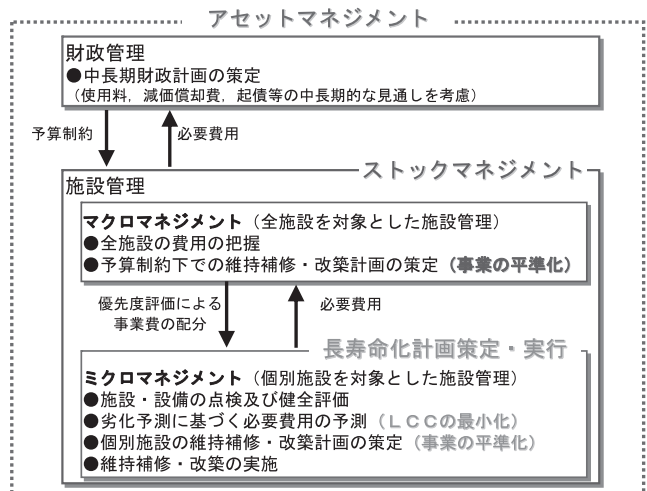 アセットマネジメント
財政管理
●中長期財政計画の策定
（使用料，減価償却費，起債等の中長期的な見通しを考慮）
予算制約
必要費用
ストックマネジメント
施設管理
マクロマネジメント（全施設を対象とした施設管理）
●全施設の費用の把握
●予算制約下での維持補修・改築計画の策定（事業の平準化）
優先度評価による
事業費の配分
必要費用
長寿命化計画策定・実行
ミクロマネジメント（個別施設を対象とした施設管理）
●施設・設備の点検及び健全評価
●劣化予測に基づく必要費用の予測（ＬＣＣの最小化）
●個別施設の維持補修・改築計画の策定（事業の平準化）
●維持補修・改築の実施